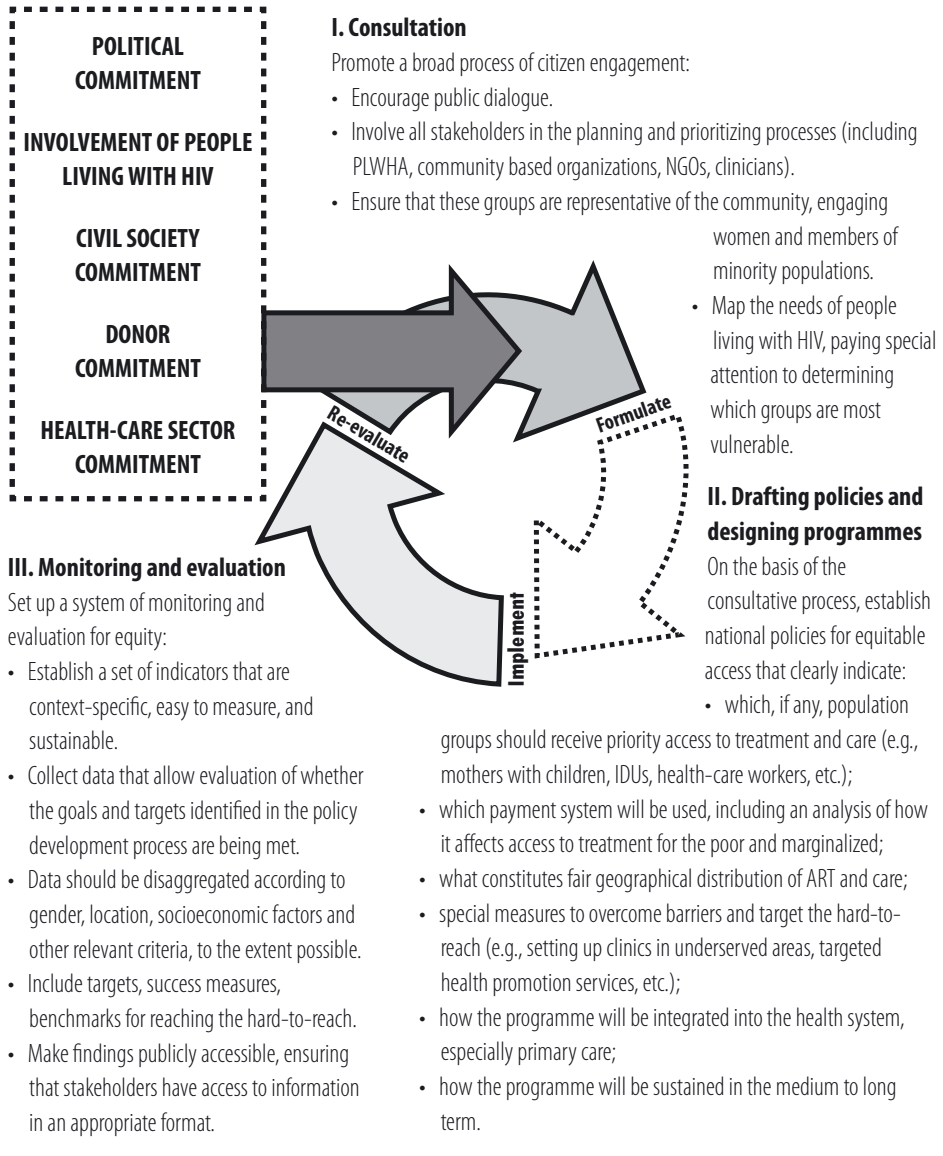 POLITICAL
COMMITMENT
INVOLVEMENT OF PEOPLE
LIVING WITH HIV
CIVIL SOCIETY
COMMITMENT
DONOR
COMMITMENT
HEALTH-CARE SECTOR
COMMITMENT
I. Consultation
Promote a broad process of citizen engagement:
• Encourage public dialogue.
• Involve all stakeholders in the planning and prioritizing processes (including
PLWHA, community based organizations, NGOs, clinicians).
• Ensure that these groups are representative of the community, engaging
women and members of
minority populations.
• Map the needs of people
living with HIV, paying special
attention to determining
which groups are most
vulnerable.
Re-evaluate
Formulate
Implement
II. Drafting policies and
designing programmes
On the basis of the
consultative process, establish
national policies for equitable
access that clearly indicate:
• which, if any, population
groups should receive priority access to treatment and care (e.g.,
mothers with children, IDUs, health-care workers, etc.);
• which payment system will be used, including an analysis of how
it affects access to treatment for the poor and marginalized;
• what constitutes fair geographical distribution of ART and care;
• special measures to overcome barriers and target the hard-to-
reach (e.g., setting up clinics in underserved areas, targeted
health promotion services, etc.);
• how the programme will be integrated into the health system,
especially primary care;
• how the programme will be sustained in the medium to long
term.
III. Monitoring and evaluation
Set up a system of monitoring and
evaluation for equity:
• Establish a set of indicators that are
context-specific, easy to measure, and
sustainable.
• Collect data that allow evaluation of whether
the goals and targets identified in the policy
development process are being met.
• Data should be disaggregated according to
gender, location, socioeconomic factors and
other relevant criteria, to the extent possible.
• Include targets, success measures,
benchmarks for reaching the hard-to-reach.
• Make findings publicly accessible, ensuring
that stakeholders have access to information
in an appropriate format.